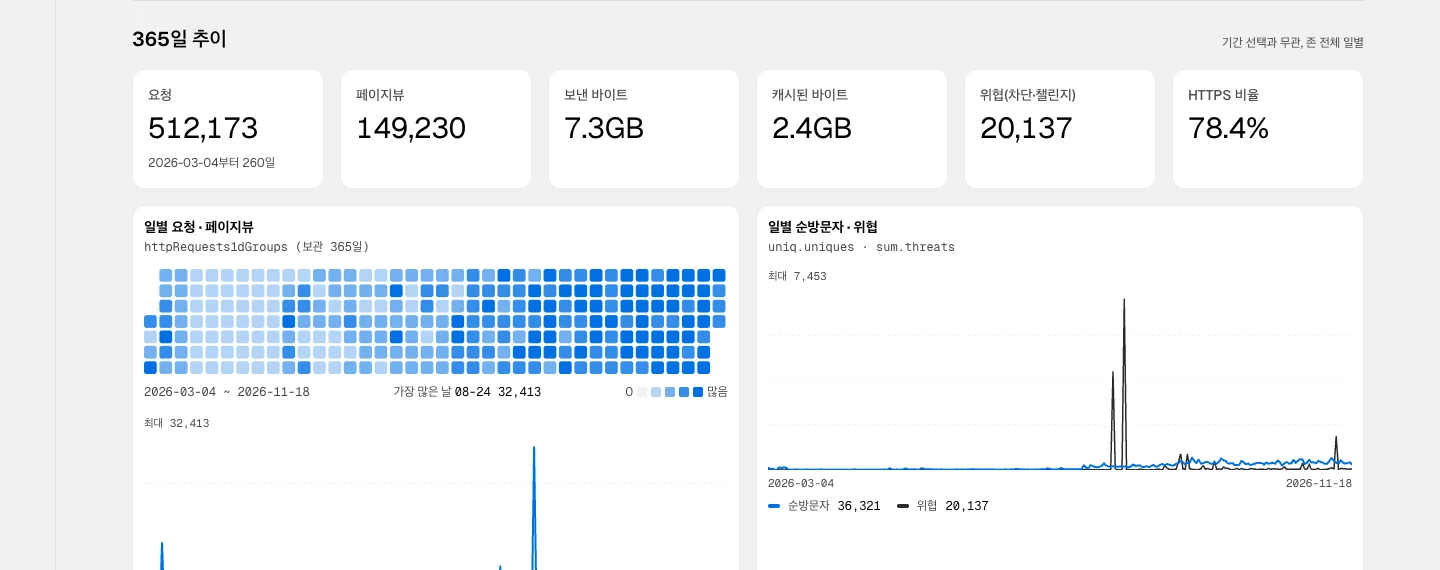 365일 추이
기간 선택과 무관, 존 전체 일별
요청
512,173
2026-03-04부터 260일
페이지뷰
149,230
보낸 바이트
7.3GB
캐시된 바이트
2.4GB
위협(차단·챌린지)
20,137
HTTPS 비율
78.4%
일별 요청 · 페이지뷰
httpRequests1dGroups (보관 365일)
2026-03-04 ~ 2026-11-18
가장 많은 날 08-24 32,413
0 많음
최대 32,413
일별 순방문자 · 위협
uniq.uniques · sum.threats
최대 7,453
2026-03-04
2026-11-18
순방문자 36,321 위협 20,137